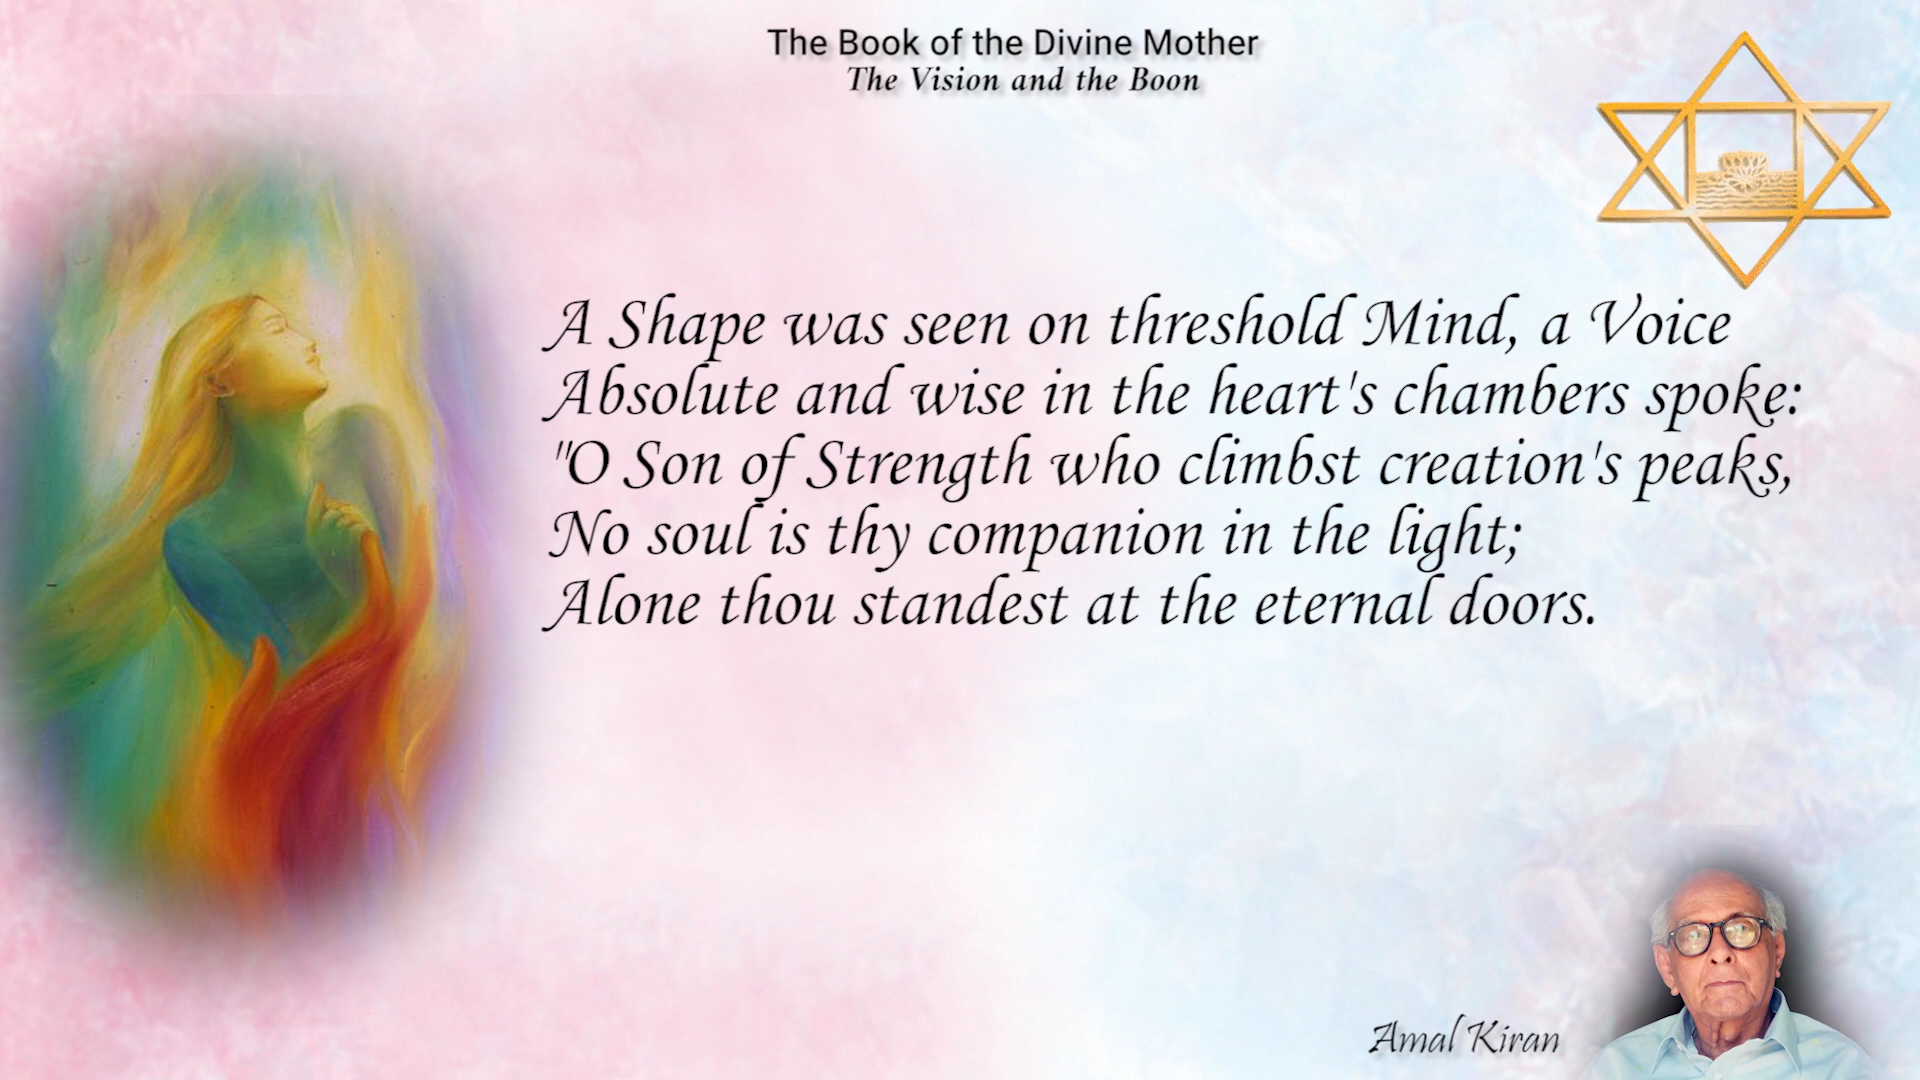 The Book of the Divine Mother
The Vision and the Boon
A Shape was seen on threshold Mind, a Voice
Absolute and wise in the heart's chambers spoke:
"O Son of Strength who climbst creation's peaks,
No soul is thy companion in the light;
Alone thou standest at the eternal doors.
Amal Kiran